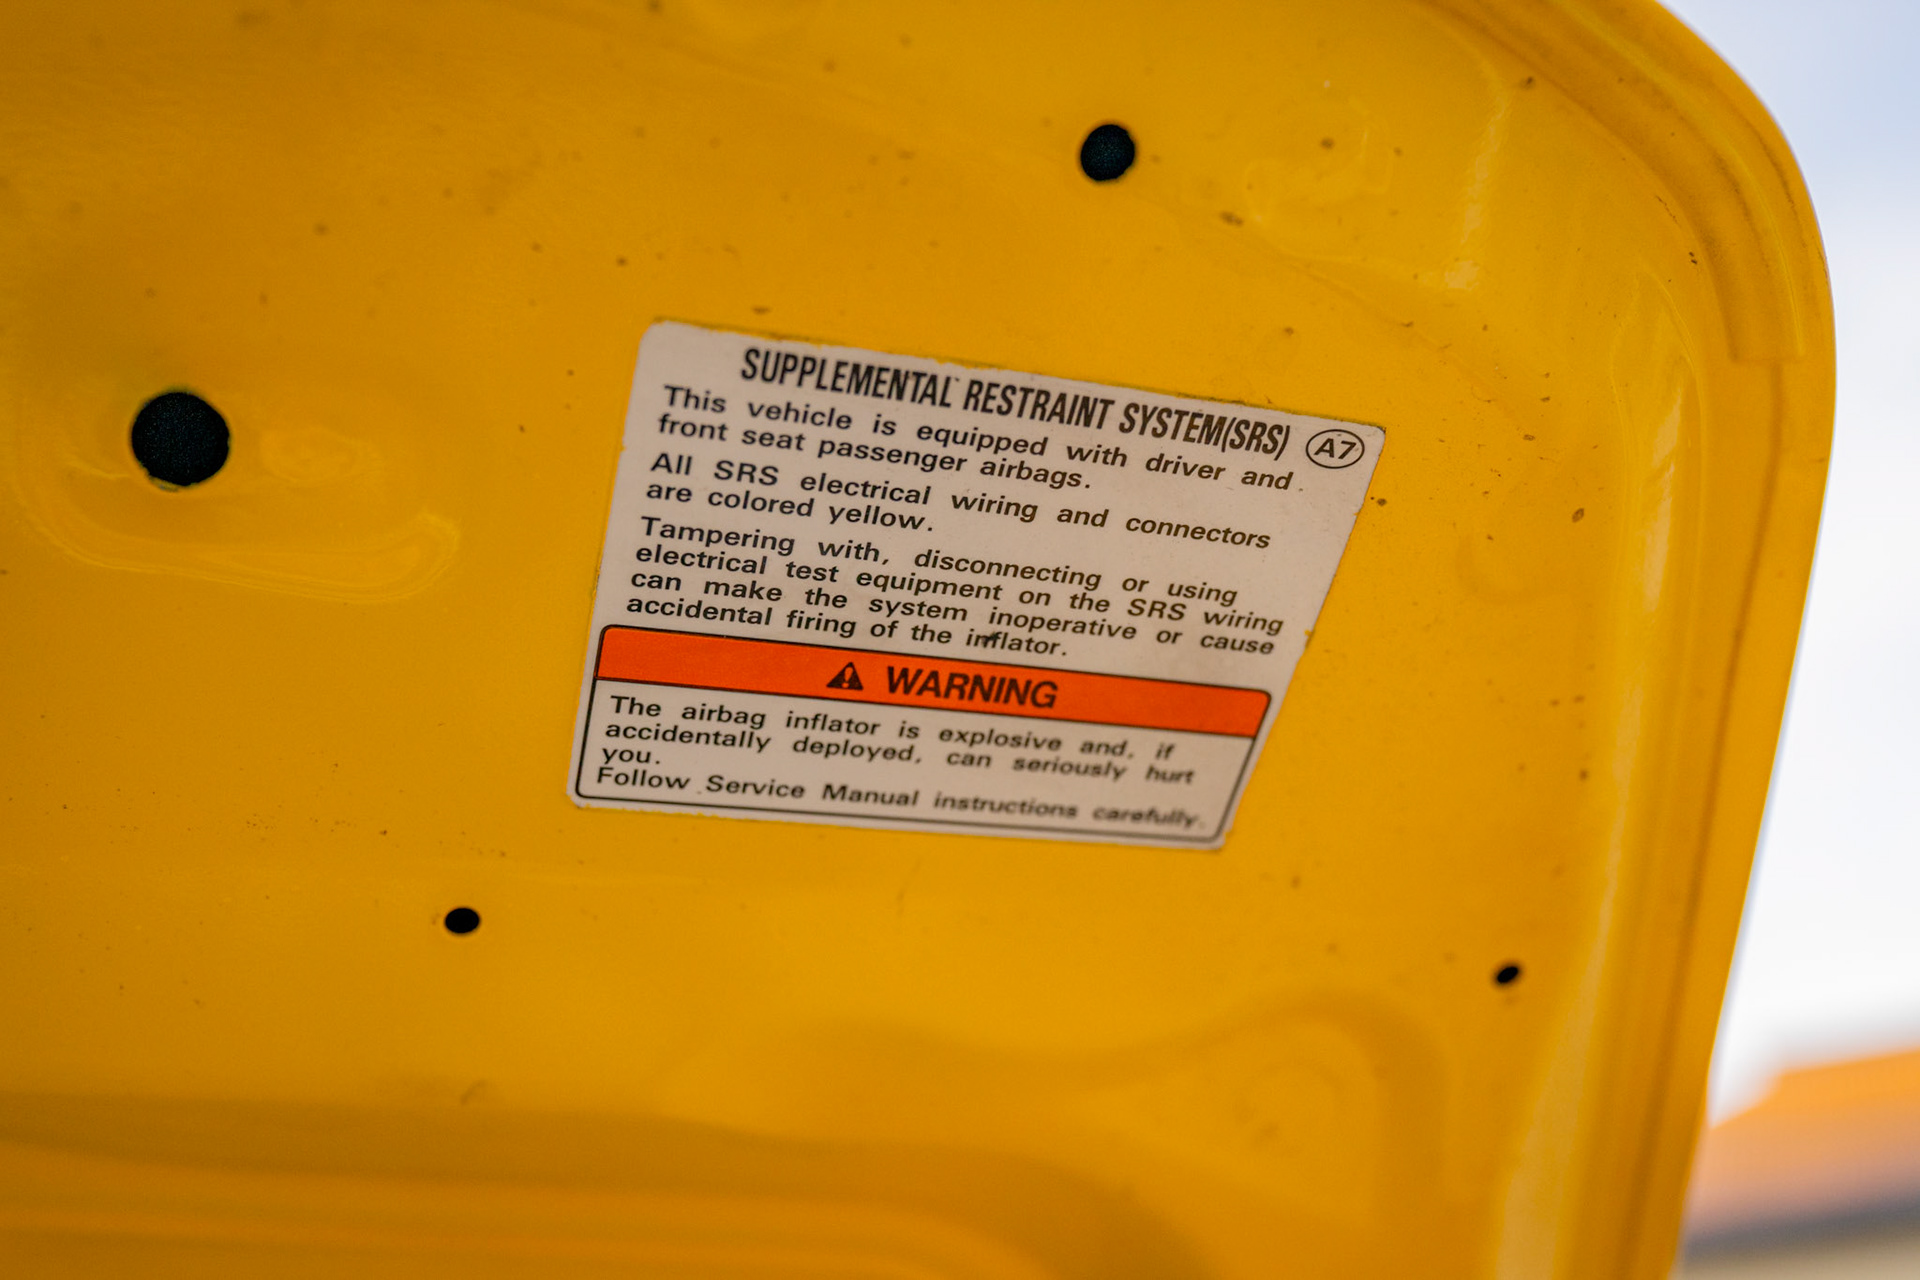 SUPPLEMENTAL RESTRAINT SYSTEM(SRS) A7
This vehicle is equipped with driver and
front seat passenger airbags.
All SRS electrical wiring and connectors
are colored yellow.
Tampering with, disconnecting or using
electrical test equipment on the SRS wiring
can make the system inoperative or cause
accidental firing of the inflator.
WARNING
The airbag inflator is explosive and, if
accidentally deployed, can seriously hurt
you.
Follow Service Manual instructions carefully.